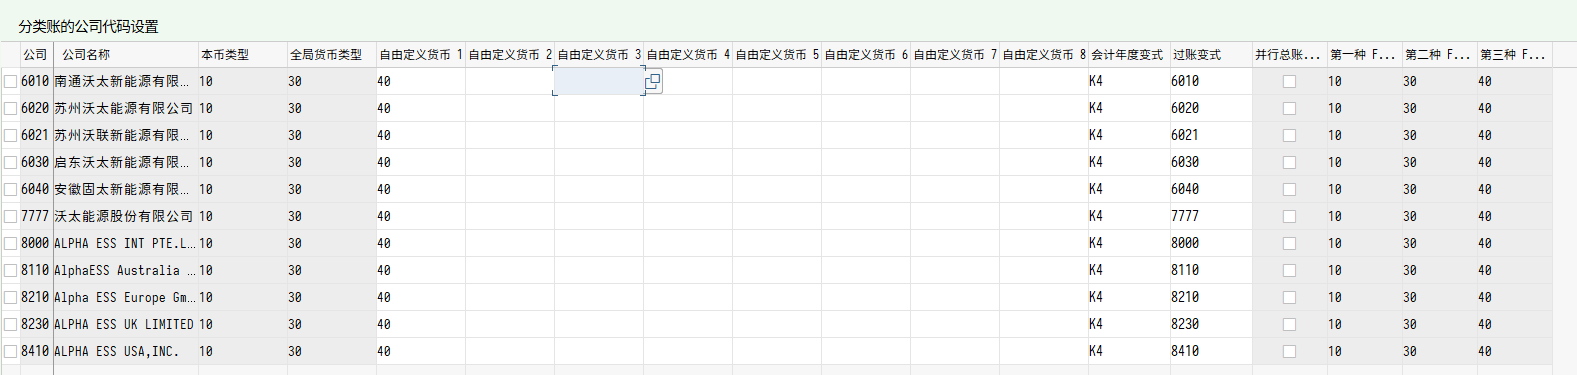 分类账的公司代码设置
公司 公司名称 本币类型 全局货币类型 自由定义货币 1 自由定义货币 2 自由定义货币 3 自由定义货币 4 自由定义货币 5 自由定义货币 6 自由定义货币 7 自由定义货币 8 会计年度变式 过账变式 并行总账... 第一种 F... 第二种 F... 第三种 F...
6010 南通沃太新能源有限... 10 30 40 K4 6010 10 30 40
6020 苏州沃太能源有限公司 10 30 40 K4 6020 10 30 40
6021 苏州沃联新能源有限... 10 30 40 K4 6021 10 30 40
6030 启东沃太新能源有限... 10 30 40 K4 6030 10 30 40
6040 安徽固太新能源有限... 10 30 40 K4 6040 10 30 40
7777 沃太能源股份有限公司 10 30 40 K4 7777 10 30 40
8000 ALPHA ESS INT PTE.L... 10 30 40 K4 8000 10 30 40
8110 AlphaESS Australia ... 10 30 40 K4 8110 10 30 40
8210 Alpha ESS Europe Gm... 10 30 40 K4 8210 10 30 40
8230 ALPHA ESS UK LIMITED 10 30 40 K4 8230 10 30 40
8410 ALPHA ESS USA,INC. 10 30 40 K4 8410 10 30 40